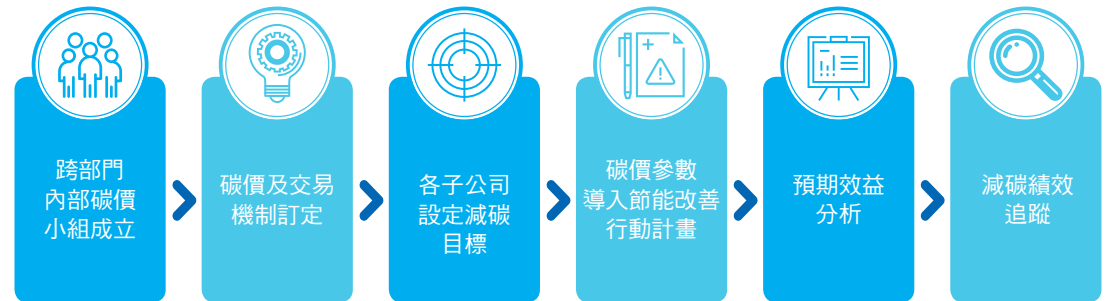 跨部門
內部碳價
小組成立
碳價及交易
機制訂定
各子公司
設定減碳
目標
碳價參數
導入節能改善
行動計畫
預期效益
分析
減碳績效
追蹤